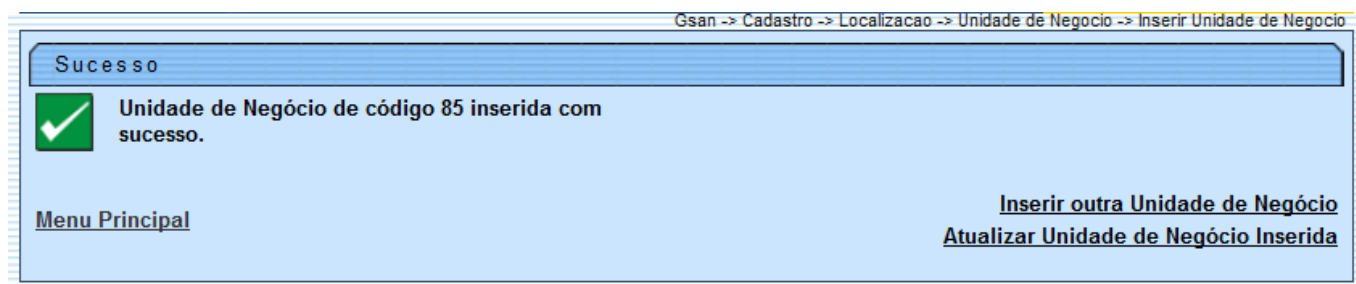 Gsan -> Cadastro -> Localizacao -> Unidade de Negocio -> Inserir Unidade de Negocio
Sucesso
Unidade de Negócio de código 85 inserida com
sucesso.
Inserir outra Unidade de Negócio
Menu Principal
Atualizar Unidade de Negócio Inserida